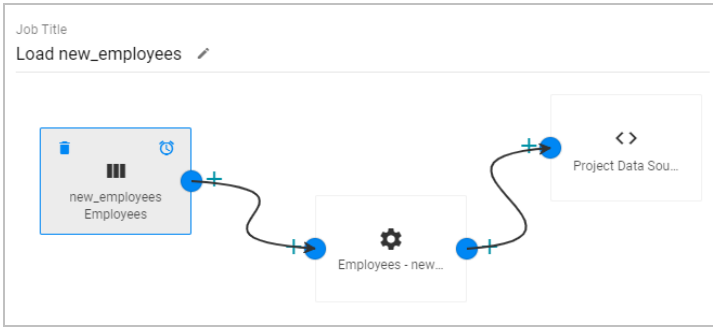 Job Title
Load new_employees
new_employees
Employees
Employees - new...
Project Data Sou...